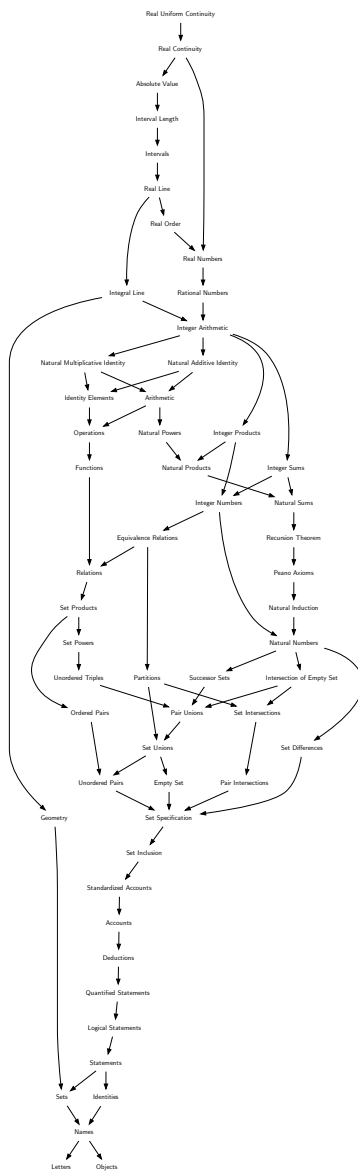 Real Uniform Continuity
Real Continuity
Absolute Value
Interval Length
Intervals
Real Line
Real Order
Real Numbers
Integral Line
Rational Numbers
Integer Arithmetic
Natural Multiplicative Identity
Natural Additive Identity
Identity Elements
Arithmetic
Operations
Natural Powers
Integer Products
Functions
Natural Products
Integer Sums
Integer Numbers
Natural Sums
Equivalence Relations
Recursion Theorem
Relations
Peano Axioms
Set Products
Natural Induction
Set Powers
Natural Numbers
Unordered Triples
Partitions
Successor Sets
Intersection of Empty Set
Ordered Pairs
Pair Unions
Set Intersections
Set Unions
Set Differences
Unordered Pairs
Empty Set
Pair Intersections
Geometry
Set Specification
Set Inclusion
Standardized Accounts
Accounts
Deductions
Quantified Statements
Logical Statements
Statements
Sets
Identities
Names
Letters
Objects